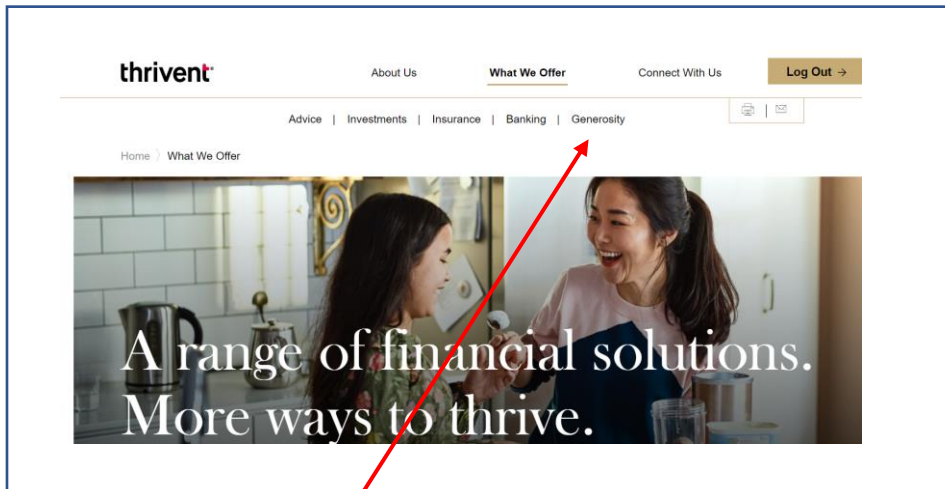 thrivent
About Us What We Offer Connect With Us Log Out →
Advice | Investments | Insurance | Banking | Generosity
Home 〉 What We Offer
A range of financial solutions.
More ways to thrive.